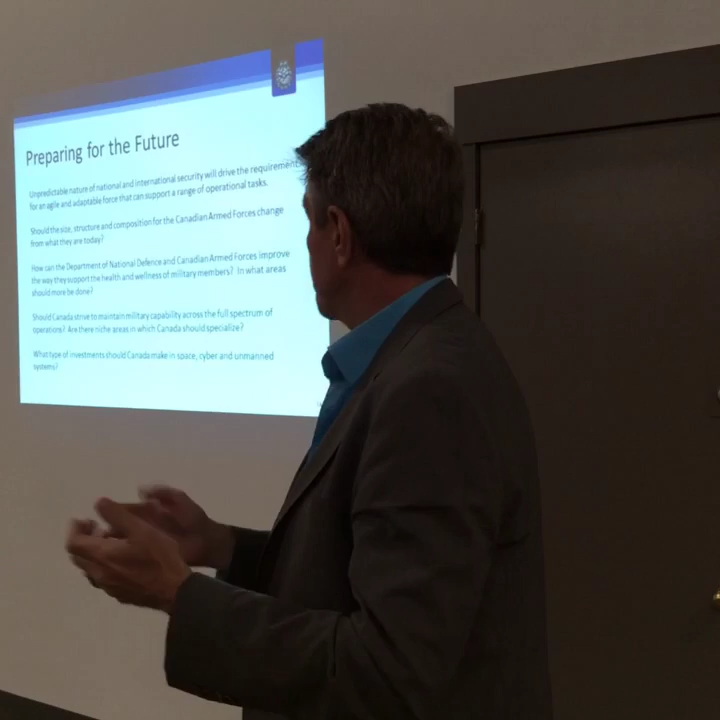 Preparing for the Future
Unpredictable nature of national and international security will drive the requirement
for an agile and adaptable force that can support a range of operational tasks.
Should the size, structure and composition for the Canadian Armed Forces change
from what they are today?
How can the Department of National Defence and Canadian Armed Forces improve
the way they support the health and wellness of military members? In what areas
should more be done?
Should Canada strive to maintain military capability across the full spectrum of
operations? Are there niche areas in which Canada should specialize?
What type of investments should Canada make in space, cyber and unmanned
systems?